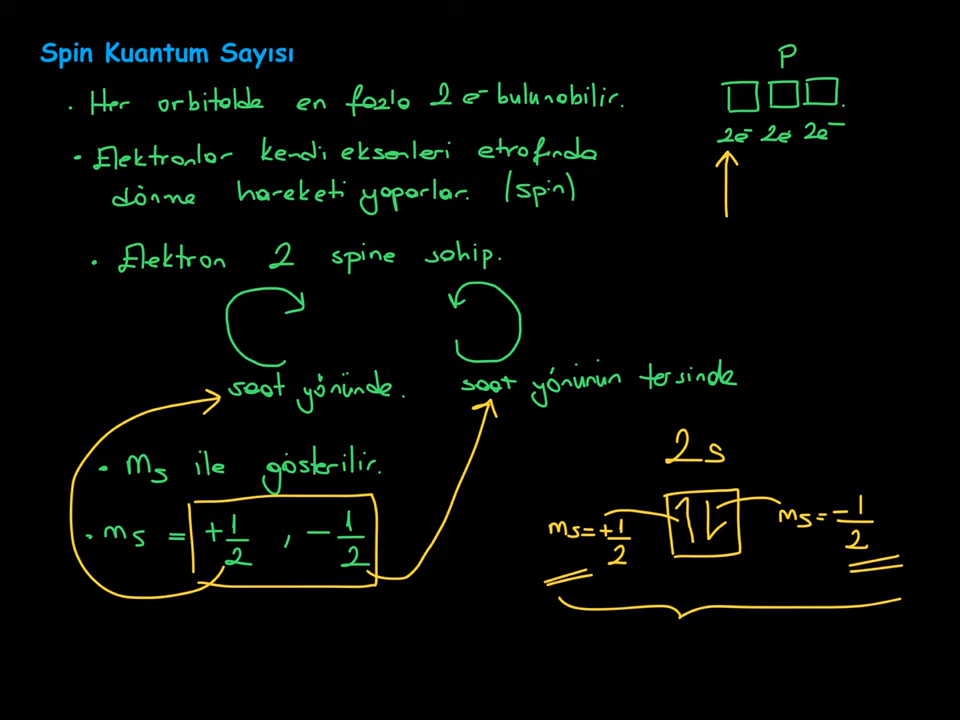 Spin Kuantum Sayısı
• Her orbitalde en fazla 2 e⁻ bulunabilir.
P
2e⁻ 2e⁻ 2e⁻
• Elektronlar kendi eksenleri etrafında
dönme hareketi yaparlar. (spin)
• Elektron 2 spine sahip.
saat yönünde. saat yönünün tersinde
• ms ile gösterilir.
• ms = +1/2 , -1/2
2s
ms=+1/2 1L ms=-1/2